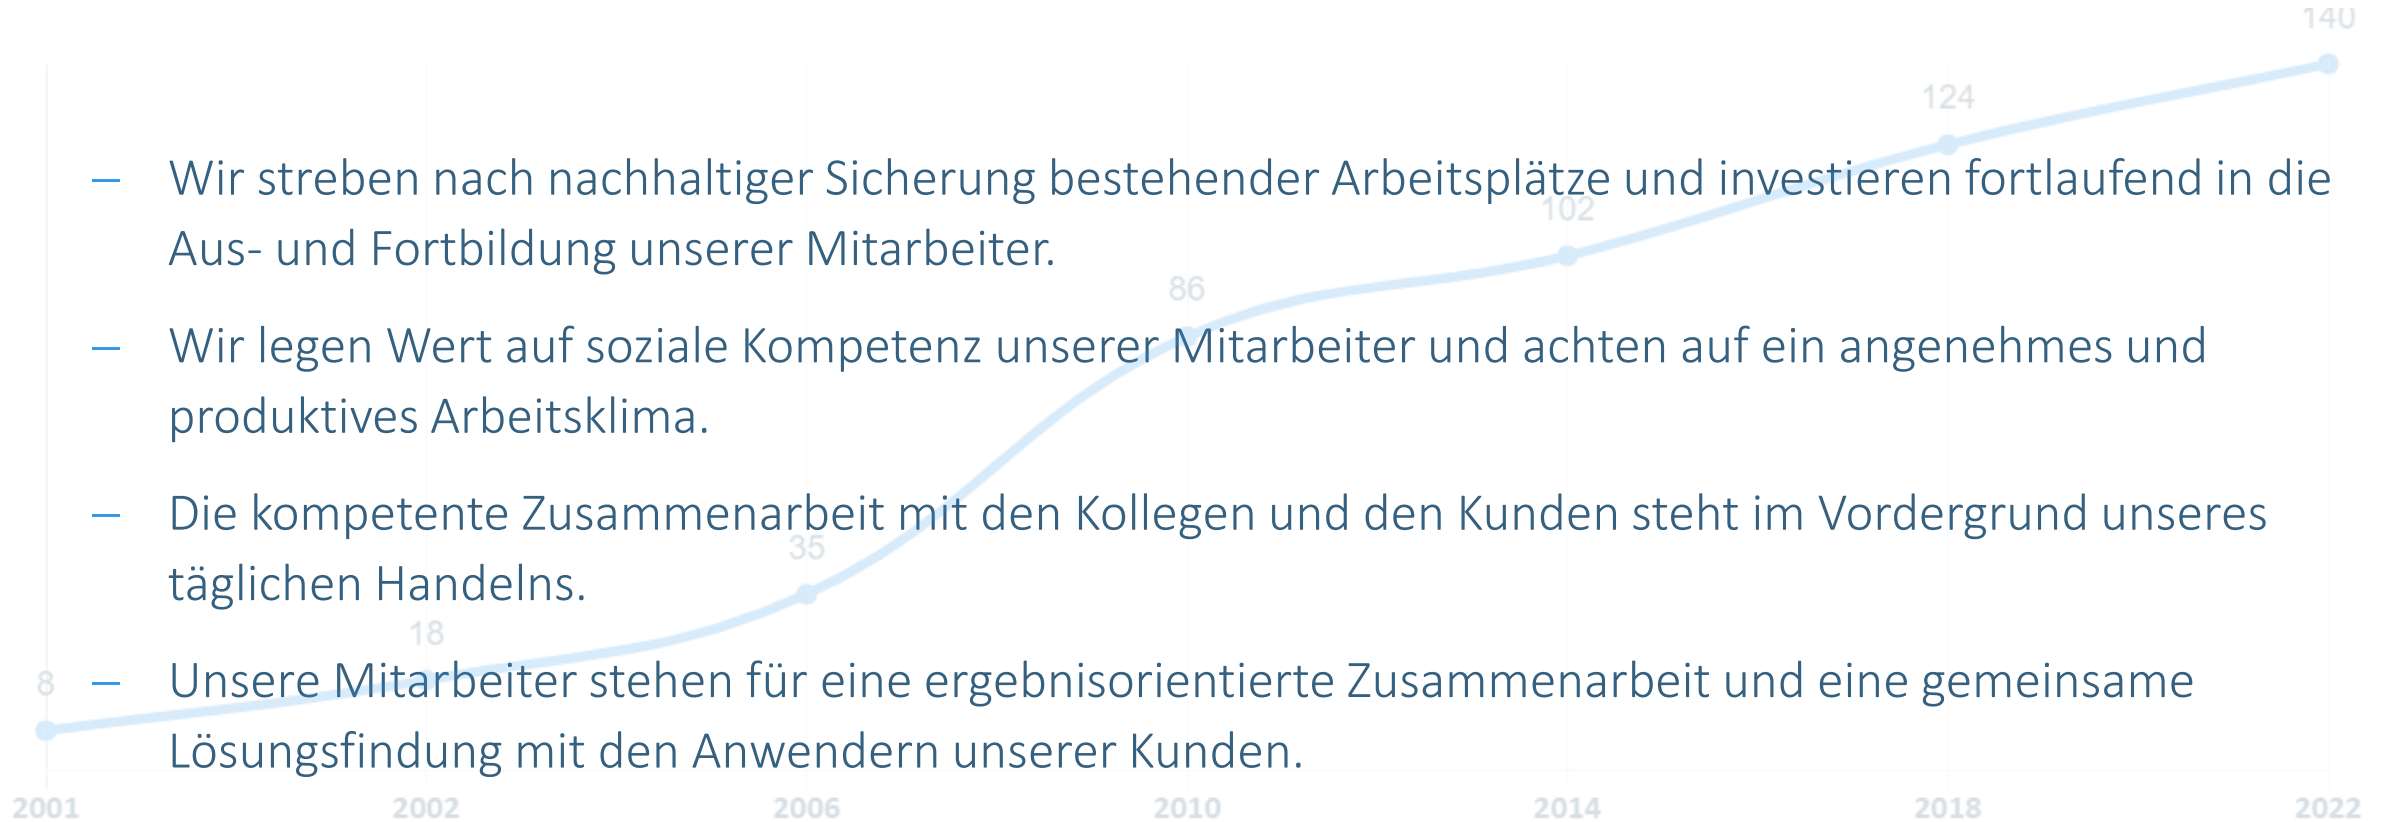 140
124
– Wir streben nach nachhaltiger Sicherung bestehender Arbeitsplätze und investieren fortlaufend in die
102
Aus- und Fortbildung unserer Mitarbeiter.
86
– Wir legen Wert auf soziale Kompetenz unserer Mitarbeiter und achten auf ein angenehmes und
produktives Arbeitsklima.
– Die kompetente Zusammenarbeit mit den Kollegen und den Kunden steht im Vordergrund unseres
35
täglichen Handelns.
18
8
– Unsere Mitarbeiter stehen für eine ergebnisorientierte Zusammenarbeit und eine gemeinsame
Lösungsfindung mit den Anwendern unserer Kunden.
2001 2002 2006 2010 2014 2018 2022